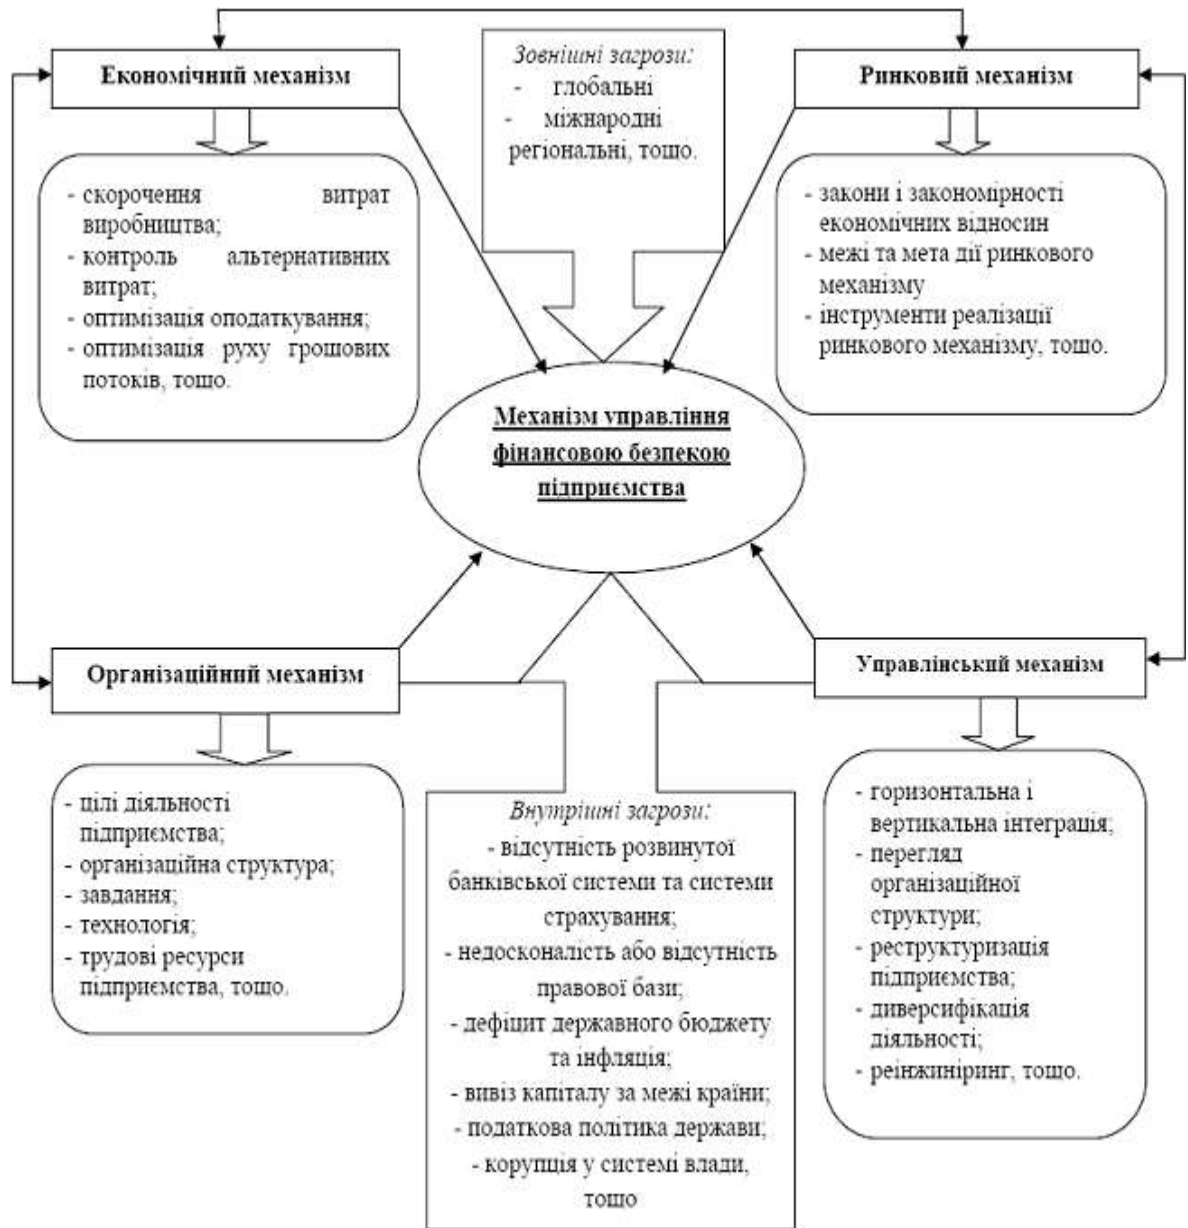 Економічний механізм
- скорочення витрат
виробництва;
- контроль альтернативних
витрат;
- оптимізація оподаткування;
- оптимізація руху грошових
потоків, тощо.
Зовнішні загрози:
- глобальні
- міжнародні
регіональні, тощо.
Ринковий механізм
- закони і закономірності
економічних відносин
- межі та мета дії ринкового
механізму
- інструменти реалізації
ринкового механізму, тощо.
Механізм управління
фінансовою безпекою
підприємства
Організаційний механізм
- цілі діяльності
підприємства;
- організаційна структура;
- завдання;
- технологія;
- трудові ресурси
підприємства, тощо.
Внутрішні загрози:
- відсутність розвинутої
банківської системи та системи
страхування;
- недосконалість або відсутність
правової бази;
- дефіцит державного бюджету
та інфляція;
- вивіз капіталу за межі країни;
- податкова політика держави;
- корупція у системі влади,
тощо
Управлінський механізм
- горизонтальна і
вертикальна інтеграція;
- перегляд
організаційної
структури;
- реструктуризація
підприємства;
- диверсифікація
діяльності;
- реінжиніринг, тощо.